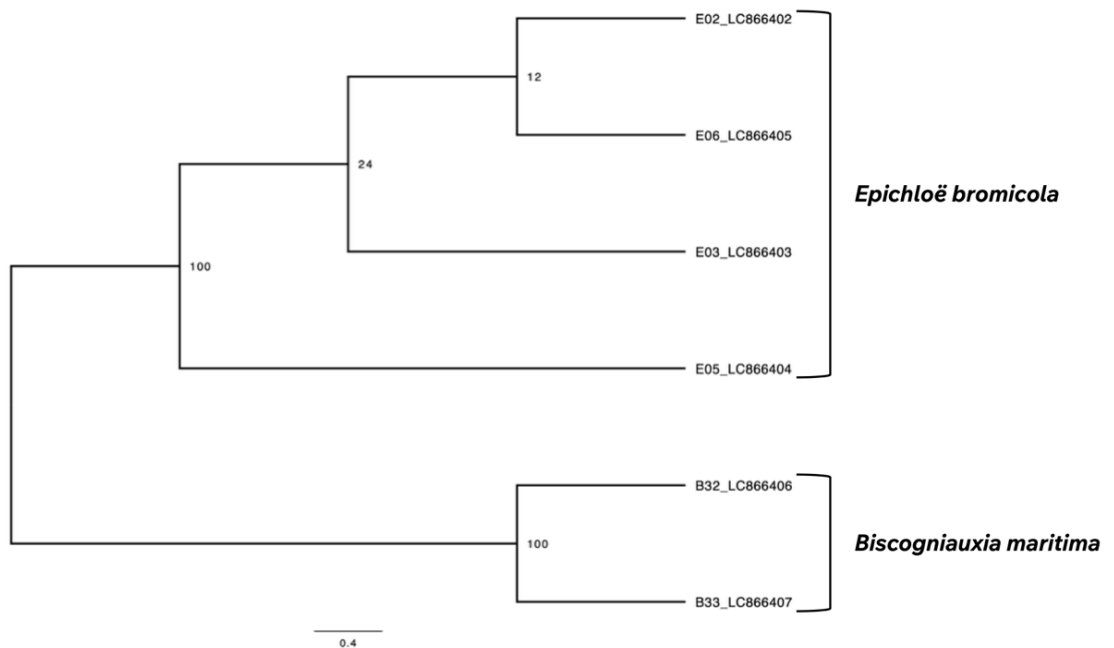 E02_LC866402
12
E06_LC866405
24
Epichloë bromicola
E03_LC866403
100
E05_LC866404
B32_LC866406
100
Biscogniauxia maritima
B33_LC866407
0.4